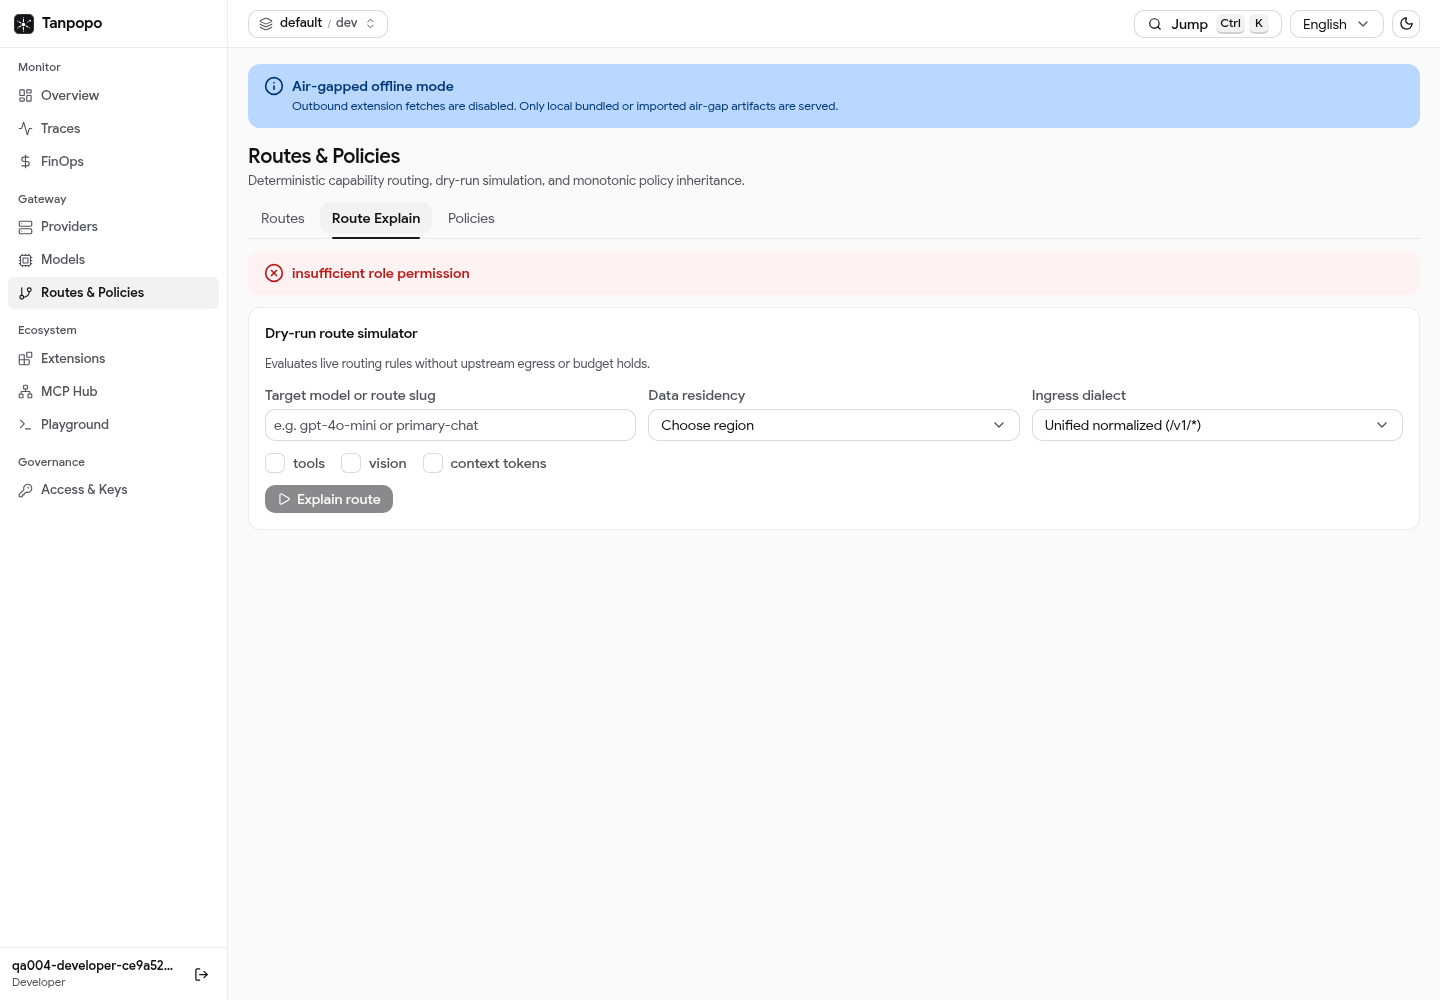 Tanpopo
default / dev
Jump Ctrl K
English
Monitor
Overview
Traces
FinOps
Gateway
Providers
Models
Routes & Policies
Ecosystem
Extensions
MCP Hub
Playground
Governance
Access & Keys
qa004-developer-ce9a52...
Developer
Air-gapped offline mode
Outbound extension fetches are disabled. Only local bundled or imported air-gap artifacts are served.
Routes & Policies
Deterministic capability routing, dry-run simulation, and monotonic policy inheritance.
Routes Route Explain Policies
insufficient role permission
Dry-run route simulator
Evaluates live routing rules without upstream egress or budget holds.
Target model or route slug
e.g. gpt-4o-mini or primary-chat
Data residency
Choose region
Ingress dialect
Unified normalized (/v1/*)
tools vision context tokens
Explain route